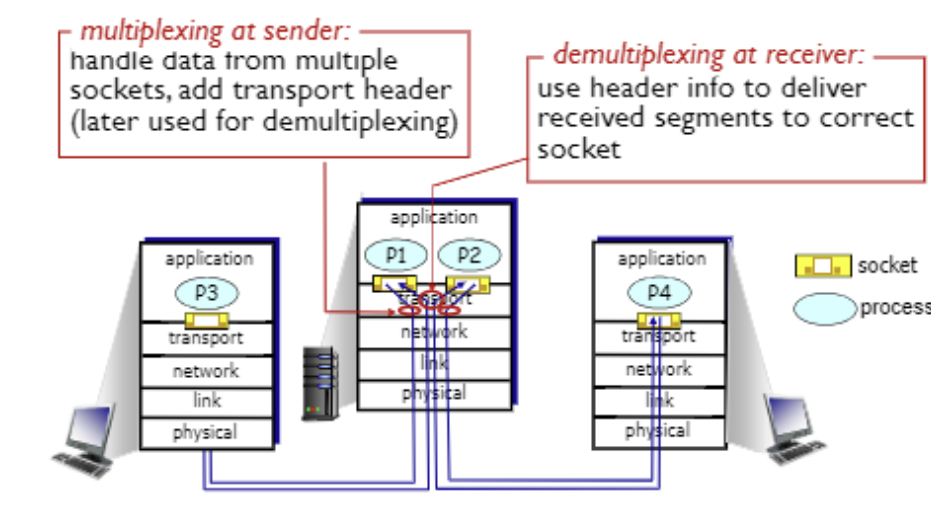 multiplexing at sender:
handle data from multiple
sockets, add transport header
(later used for demultiplexing)
demultiplexing at receiver:
use header info to deliver
received segments to correct
socket
application
P3
transport
network
link
physical
application
P1 P2
transport
network
link
physical
application
P4
transport
network
link
physical
socket
process